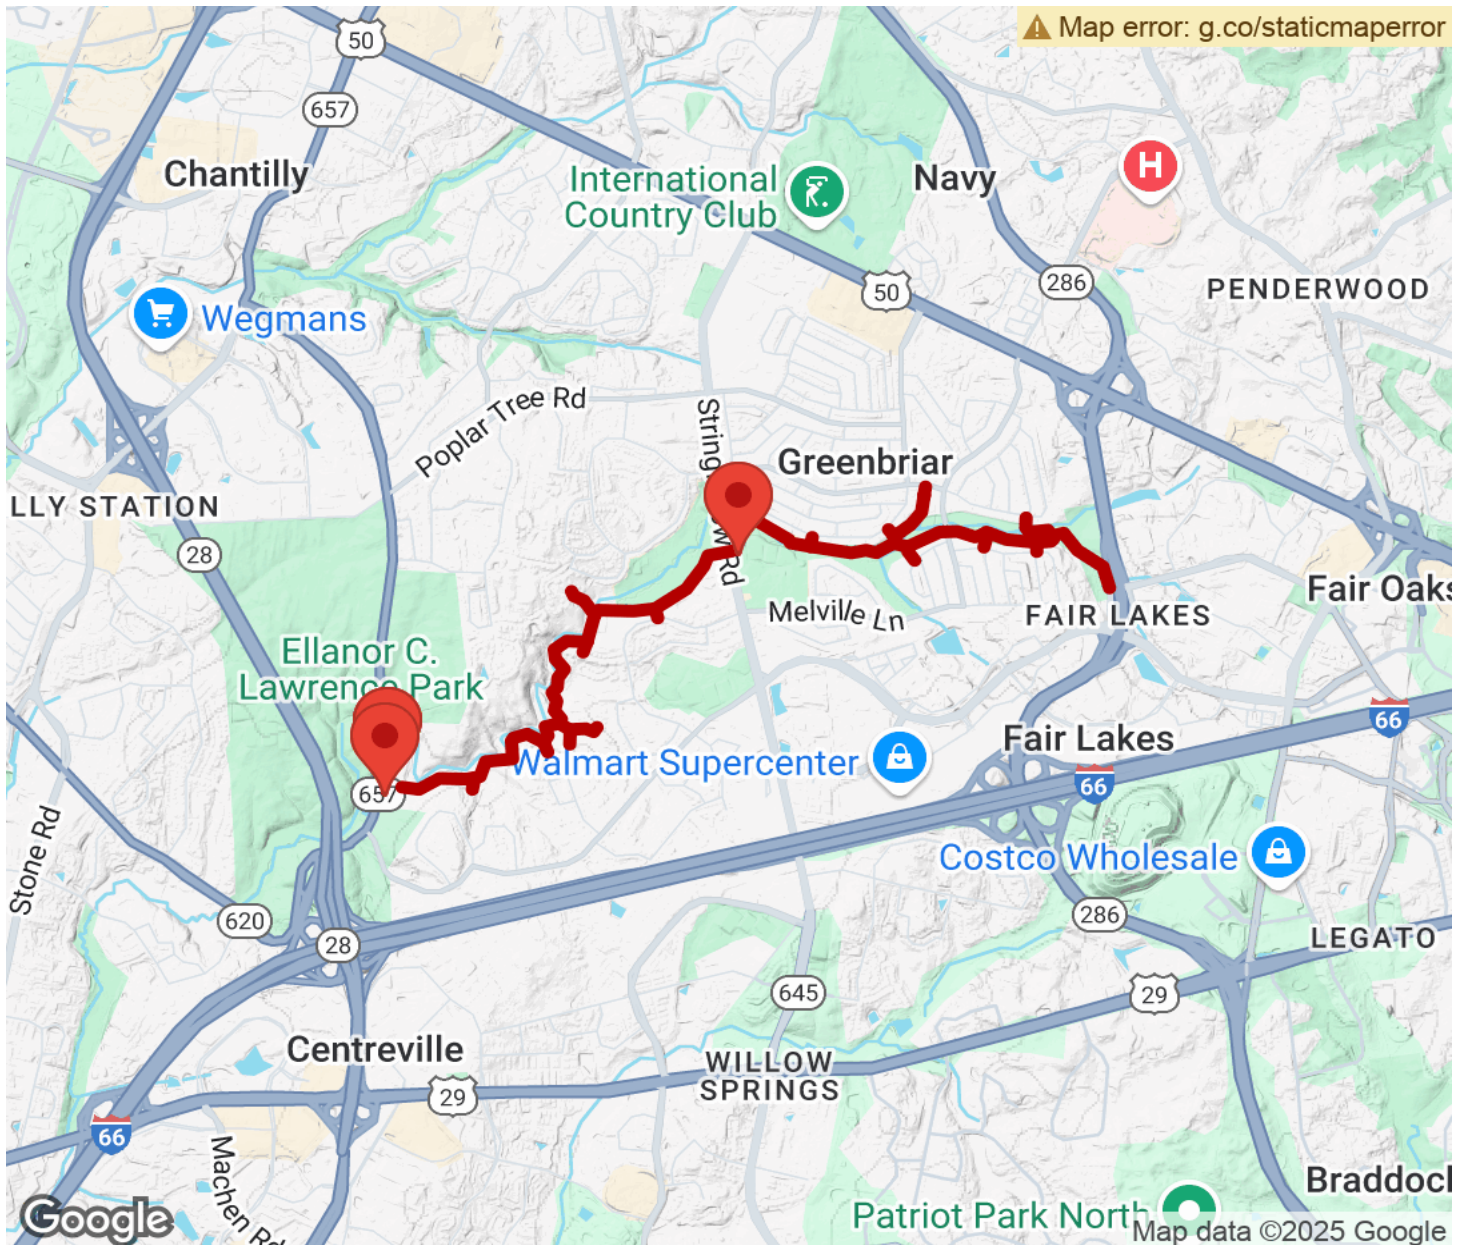 50
Map error: g.co/staticmaperror
657
Chantilly
International
Country Club
Navy
H
286
50
PENDERWOOD
Wegmans
Poplar Tree Rd
Greenbriar
LLY STATION
28
Melville Ln
Fair Oaks
FAIR LAKES
Ellanor C.
Lawrence Park
66
Fair Lakes
Walmart Supercenter
66
657
Stone Rd
Costco Wholesale
620
28
286
LEGATO
645
29
Centreville
WILLOW
SPRINGS
29
66
Machen Rd
Braddock
Patriot Park North
Google
Map data ©2025 Google